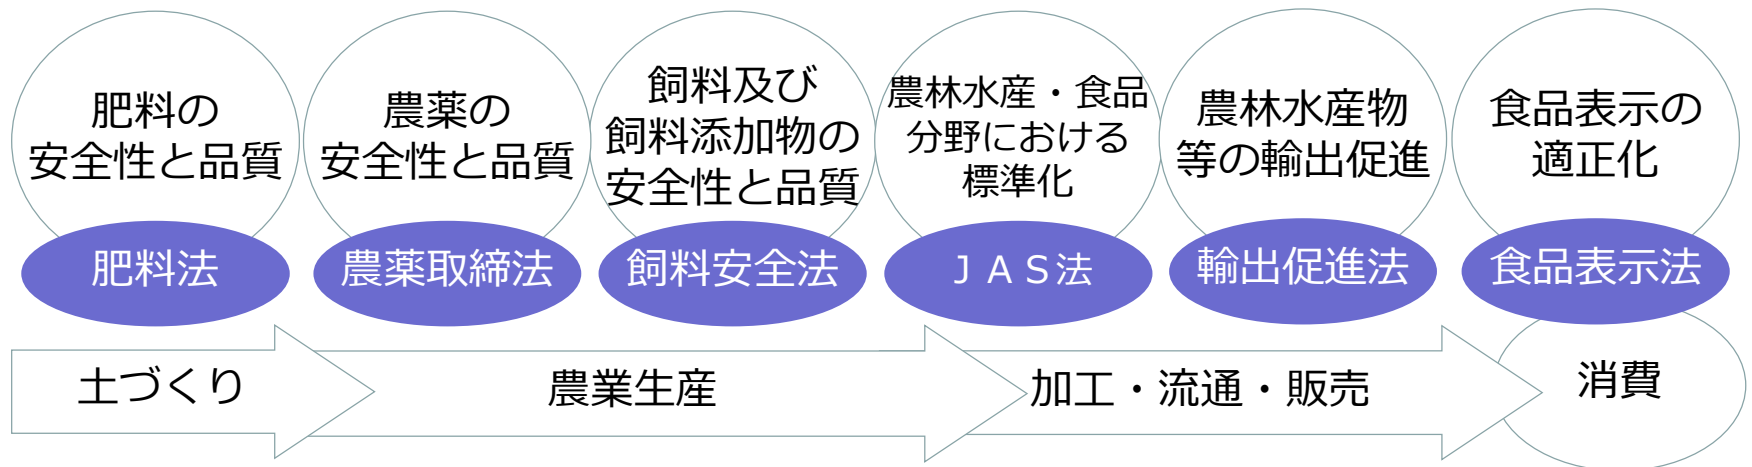 肥料の
安全性と品質
農薬の
安全性と品質
飼料及び
飼料添加物の
安全性と品質
農林水産・食品
分野における
標準化
農林水産物
等の輸出促進
食品表示の
適正化
肥料法
農薬取締法
飼料安全法
ＪＡＳ法
輸出促進法
食品表示法
土づくり
農業生産
加工・流通・販売
消費